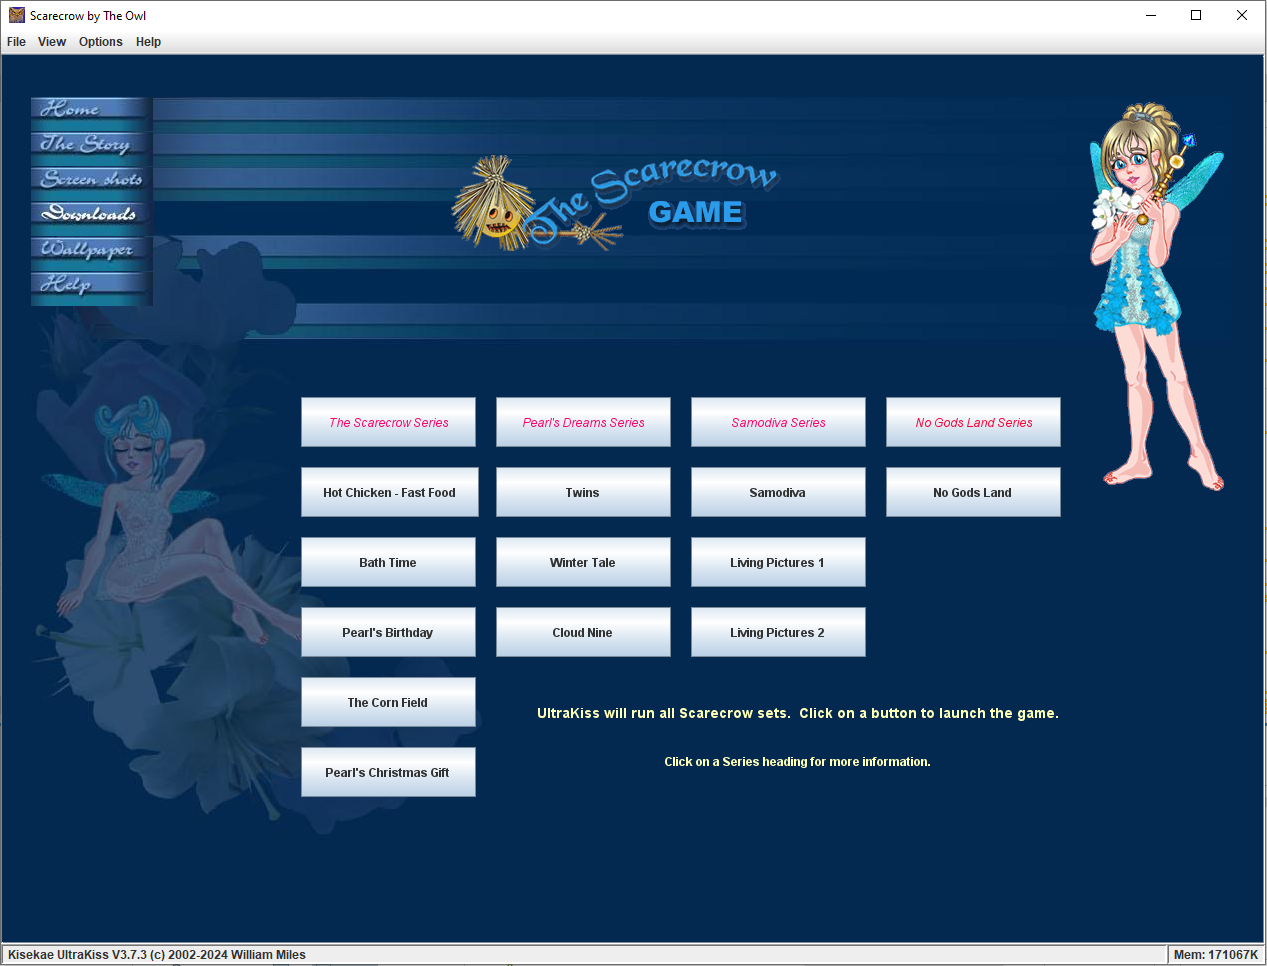 Scarecrow by The Owl
File View Options Help
Home
The Story
Screen shots
Downloads
Wallpaper
Help
The Scarecrow
GAME
The Scarecrow Series Pearl's Dreams Series Samodiva Series No Gods Land Series
Hot Chicken - Fast Food Twins Samodiva No Gods Land
Bath Time Winter Tale Living Pictures 1
Pearl's Birthday Cloud Nine Living Pictures 2
The Corn Field
UltraKiss will run all Scarecrow sets. Click on a button to launch the game.
Click on a Series heading for more information.
Pearl's Christmas Gift
Kisekae UltraKiss V3.7.3 (c) 2002-2024 William Miles Mem: 171067K